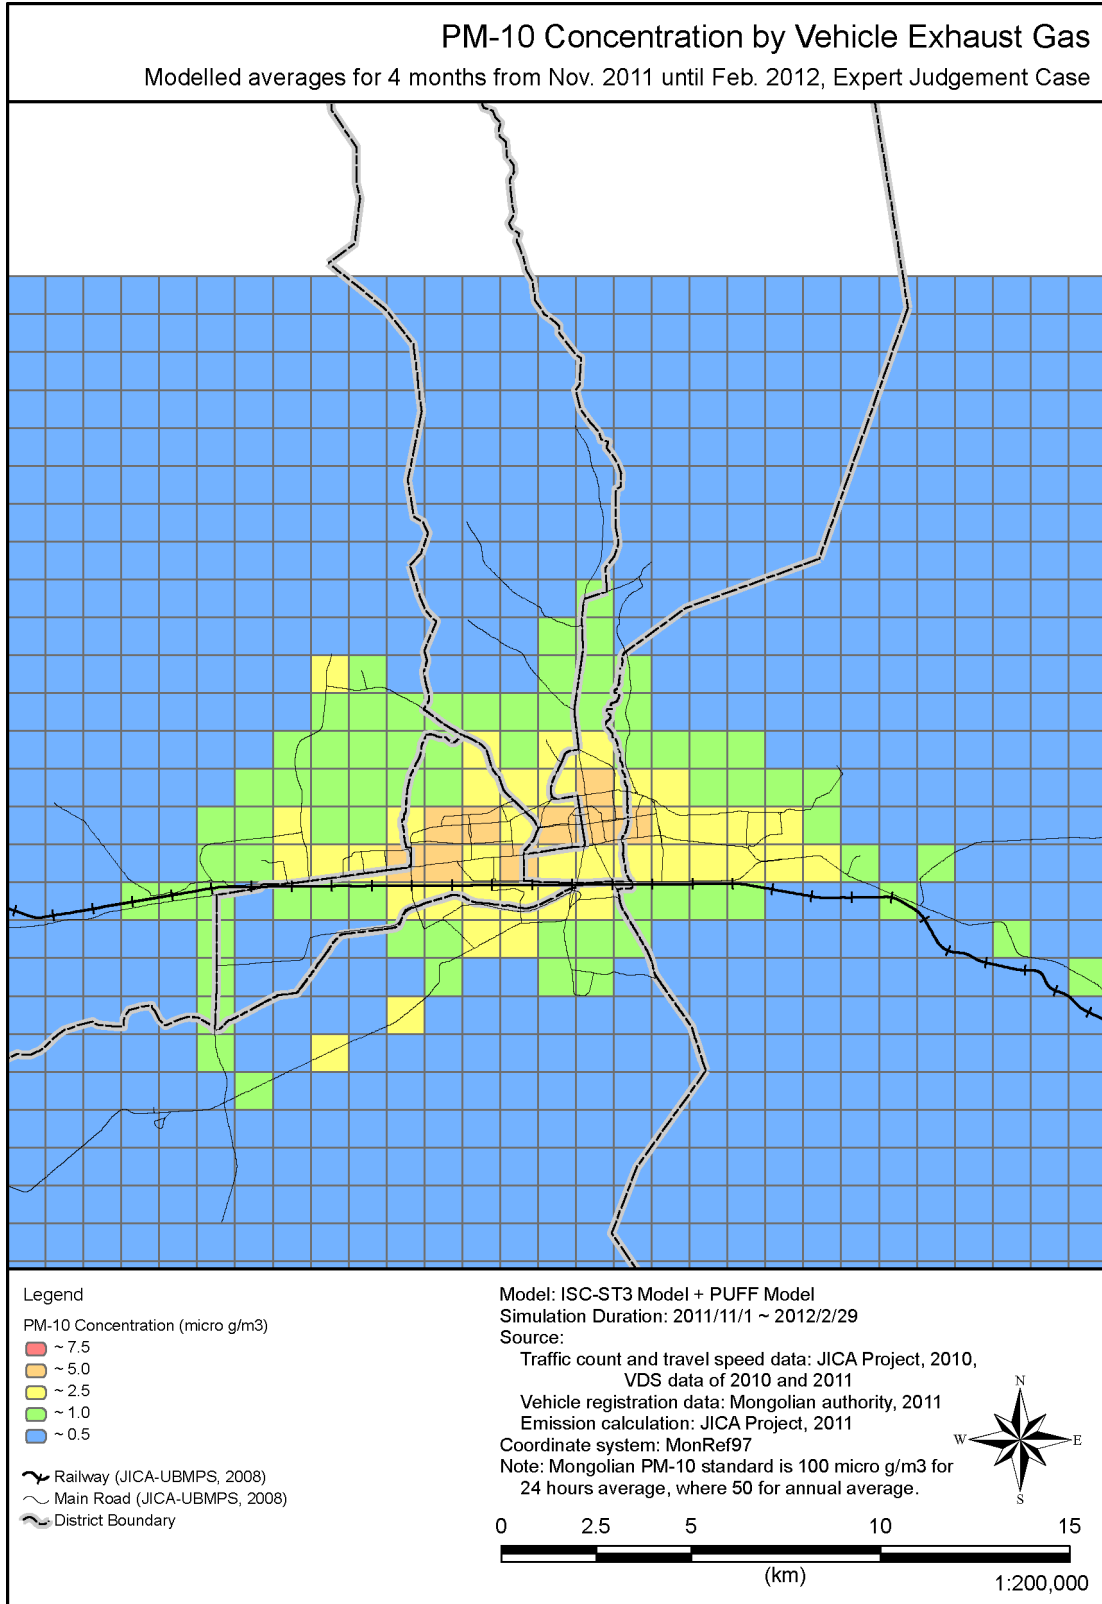 PM-10 Concentration by Vehicle Exhaust Gas
Modelled averages for 4 months from Nov. 2011 until Feb. 2012, Expert Judgement Case
Legend
PM-10 Concentration (micro g/m3)
~ 7.5
~ 5.0
~ 2.5
~ 1.0
~ 0.5
Railway (JICA-UBMPS, 2008)
Main Road (JICA-UBMPS, 2008)
District Boundary
Model: ISC-ST3 Model + PUFF Model
Simulation Duration: 2011/11/1 ~ 2012/2/29
Source:
Traffic count and travel speed data: JICA Project, 2010,
VDS data of 2010 and 2011
Vehicle registration data: Mongolian authority, 2011
Emission calculation: JICA Project, 2011
Coordinate system: MonRef97
Note: Mongolian PM-10 standard is 100 micro g/m3 for
24 hours average, where 50 for annual average.
N
W E
S
0 2.5 5 10 15
(km)
1:200,000